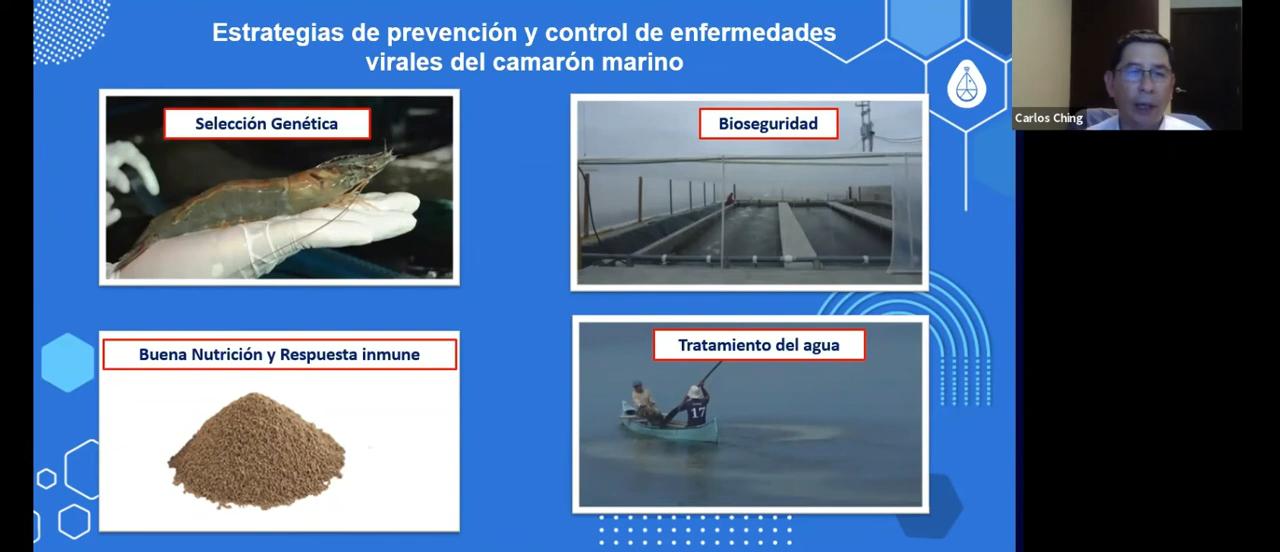 Estrategias de prevención y control de enfermedades
virales del camarón marino
Selección Genética
Bioseguridad
Carlos Ching
Buena Nutrición y Respuesta inmune
Tratamiento del agua
17